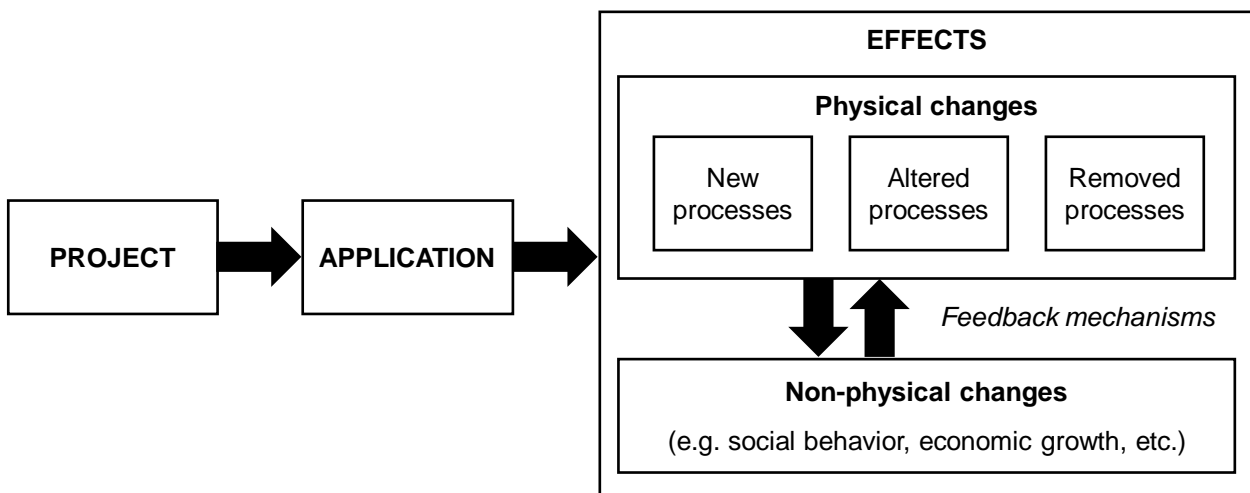 EFFECTS
Physical changes
New
processes
Altered
processes
Removed
processes
PROJECT
APPLICATION
Feedback mechanisms
Non-physical changes
(e.g. social behavior, economic growth, etc.)